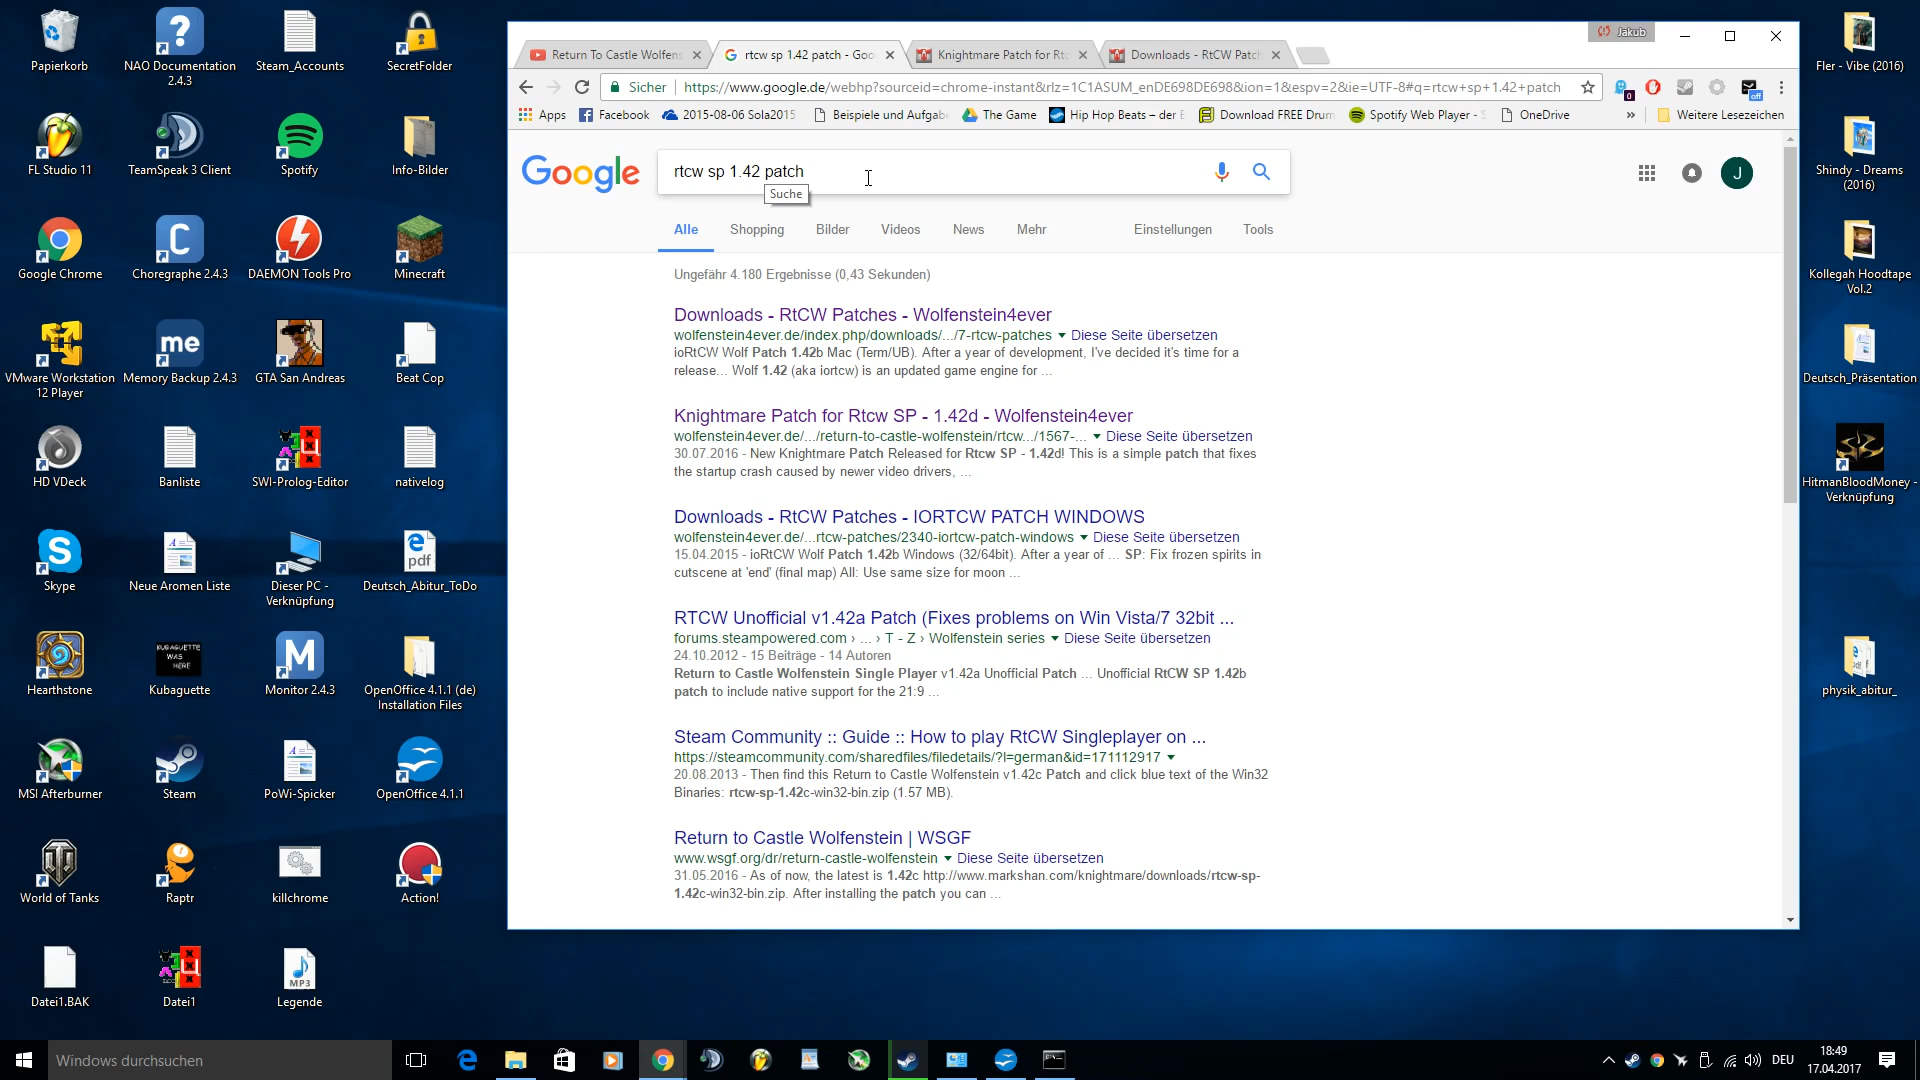 Papierkorb
NAO Documentation
2.4.3
Steam_Accounts
SecretFolder
FL Studio 11
TeamSpeak 3 Client
Spotify
Info-Bilder
Google Chrome
Choregraphe 2.4.3
DAEMON Tools Pro
Minecraft
VMware Workstation
12 Player
me
Memory Backup 2.4.3
GTA San Andreas
Beat Cop
HD VDeck
Banliste
SWI-Prolog-Editor
nativelog
Skype
Neue Aromen Liste
Dieser PC -
Verknüpfung
pdf
Deutsch_Abitur_ToDo
Hearthstone
KUBAGUETTE
WAS
HERE
Kubaguette
M
Monitor 2.4.3
OpenOffice 4.1.1 (de)
Installation Files
MSI Afterburner
Steam
PoWi-Spicker
OpenOffice 4.1.1
World of Tanks
Raptr
killchrome
Action!
Datei1.BAK
Datei1
MP3
Legende
Jakub
Return To Castle Wolfens
rtcw sp 1.42 patch - Goo
Knightmare Patch for Rtc
Downloads - RtCW Patch
Sicher
https://www.google.de/webhp?sourceid=chrome-instant&rlz=1C1ASUM_enDE698DE698&ion=1&espv=2&ie=UTF-8#q=rtcw+sp+1.42+patch
0
off
Apps
Facebook
2015-08-06 Sola2015
Beispiele und Aufgabe
The Game
Hip Hop Beats – der E
Download FREE Drum
Spotify Web Player - S
OneDrive
»
Weitere Lesezeichen
Google
rtcw sp 1.42 patch
Suche
J
Alle
Shopping
Bilder
Videos
News
Mehr
Einstellungen
Tools
Ungefähr 4.180 Ergebnisse (0,43 Sekunden)
Downloads - RtCW Patches - Wolfenstein4ever
wolfenstein4ever.de/index.php/downloads/.../7-rtcw-patches ▾ Diese Seite übersetzen
ioRtCW Wolf Patch 1.42b Mac (Term/UB). After a year of development, I've decided it's time for a
release... Wolf 1.42 (aka iortcw) is an updated game engine for ...
Knightmare Patch for Rtcw SP - 1.42d - Wolfenstein4ever
wolfenstein4ever.de/.../return-to-castle-wolfenstein/rtcw.../1567-... ▾ Diese Seite übersetzen
30.07.2016 - New Knightmare Patch Released for Rtcw SP - 1.42d! This is a simple patch that fixes
the startup crash caused by newer video drivers, ...
Downloads - RtCW Patches - IORTCW PATCH WINDOWS
wolfenstein4ever.de/...rtcw-patches/2340-iortcw-patch-windows ▾ Diese Seite übersetzen
15.04.2015 - ioRtCW Wolf Patch 1.42b Windows (32/64bit). After a year of ... SP: Fix frozen spirits in
cutscene at 'end' (final map) All: Use same size for moon ...
RTCW Unofficial v1.42a Patch (Fixes problems on Win Vista/7 32bit ...
forums.steampowered.com › ... › T - Z › Wolfenstein series ▾ Diese Seite übersetzen
24.10.2012 - 15 Beiträge - 14 Autoren
Return to Castle Wolfenstein Single Player v1.42a Unofficial Patch ... Unofficial RtCW SP 1.42b
patch to include native support for the 21:9 ...
Steam Community :: Guide :: How to play RtCW Singleplayer on ...
https://steamcommunity.com/sharedfiles/filedetails/?l=german&id=171112917 ▾
20.08.2013 - Then find this Return to Castle Wolfenstein v1.42c Patch and click blue text of the Win32
Binaries: rtcw-sp-1.42c-win32-bin.zip (1.57 MB).
Return to Castle Wolfenstein | WSGF
www.wsgf.org/dr/return-castle-wolfenstein ▾ Diese Seite übersetzen
31.05.2016 - As of now, the latest is 1.42c http://www.markshan.com/knightmare/downloads/rtcw-sp-
1.42c-win32-bin.zip. After installing the patch you can ...
Fler - Vibe (2016)
Shindy - Dreams
(2016)
Kollegah Hoodtape
Vol.2
Deutsch_Präsentation
HitmanBloodMoney -
Verknüpfung
physik_abitur_
Windows durchsuchen
DEU
18:49
17.04.2017